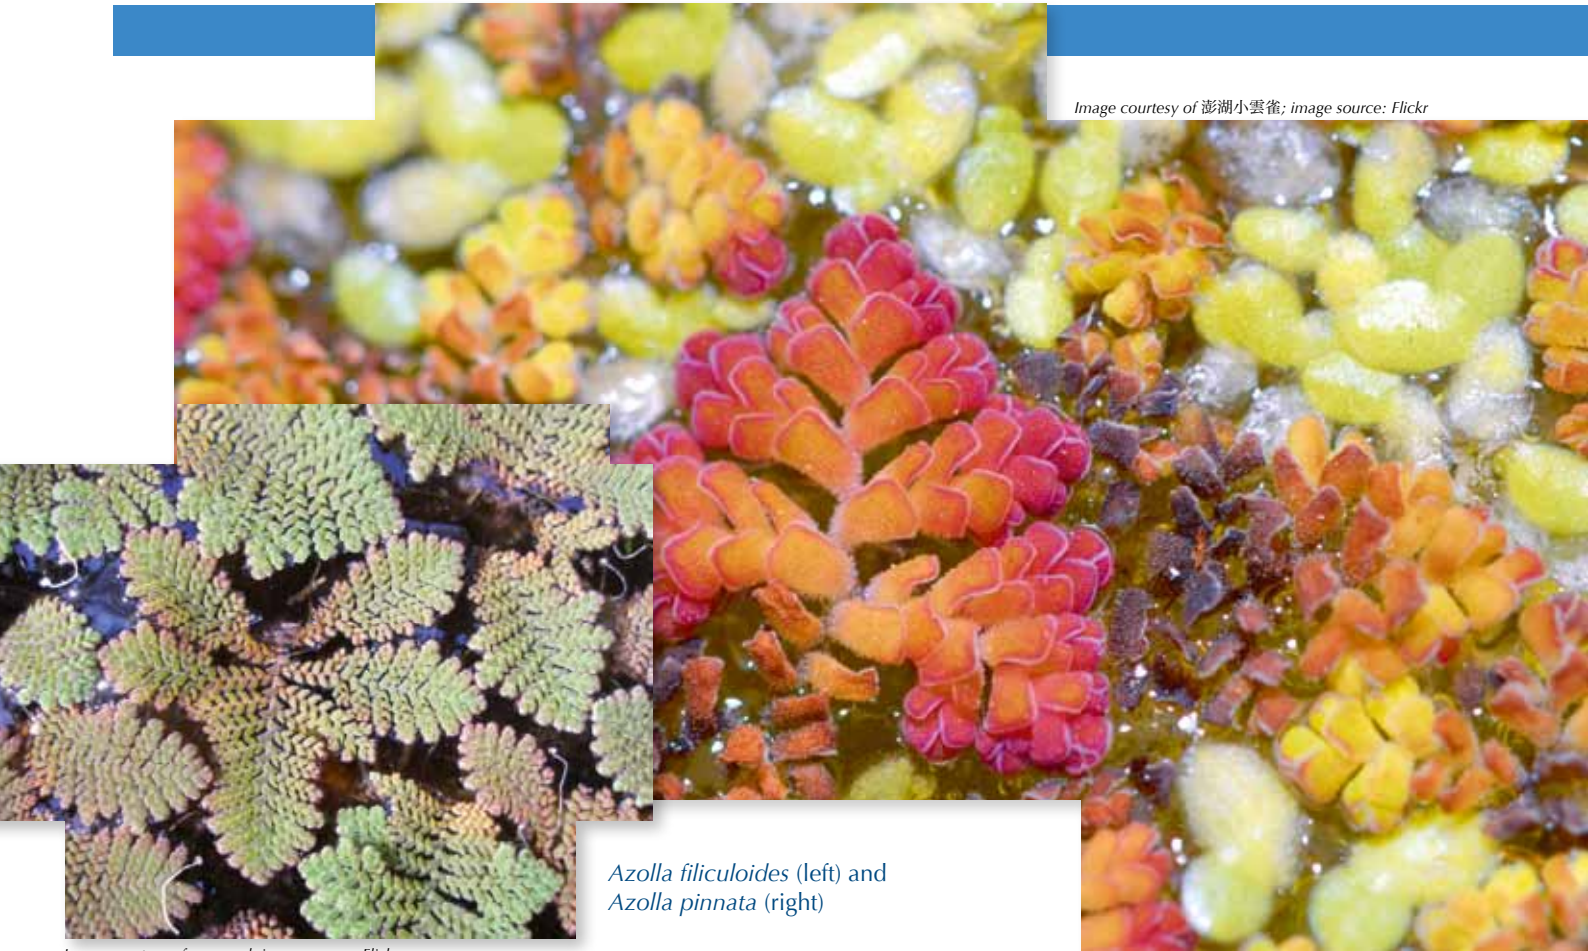 Image courtesy of 澎湖小雲雀; image source: Flickr
Azolla filiculoides (left) and
Azolla pinnata (right)